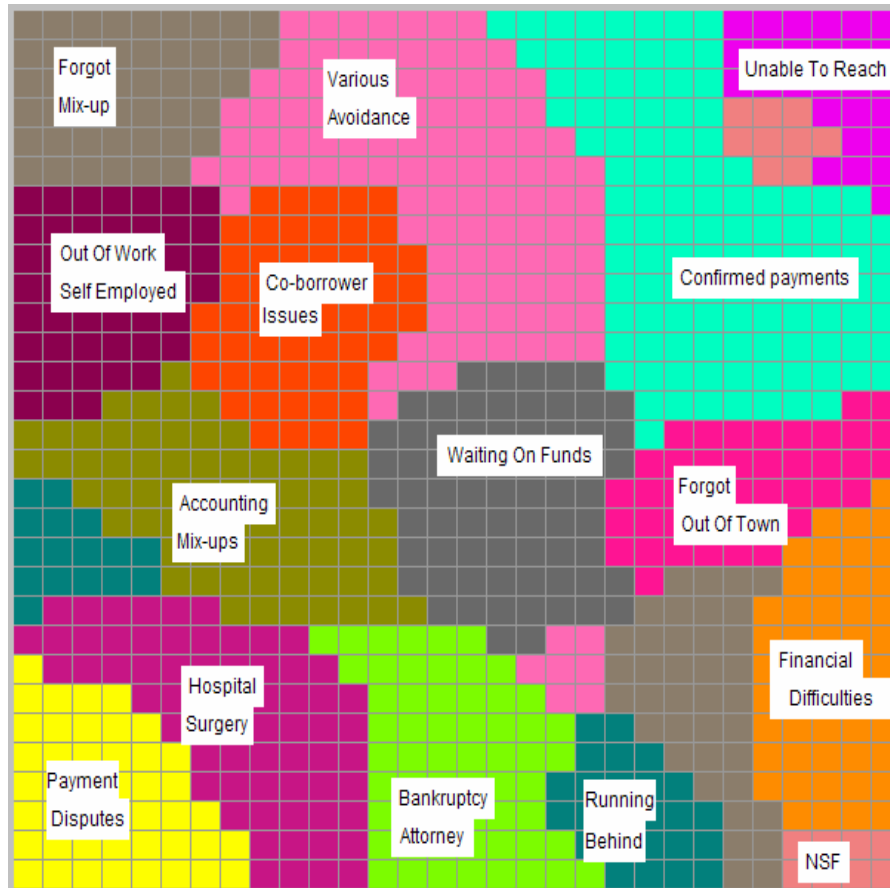 Forgot
Mix-up
Various
Avoidance
Unable To Reach
Out Of Work
Self Employed
Co-borrower
Issues
Confirmed payments
Waiting On Funds
Accounting
Mix-ups
Forgot
Out Of Town
Hospital
Surgery
Financial
Difficulties
Payment
Disputes
Bankruptcy
Attorney
Running
Behind
NSF